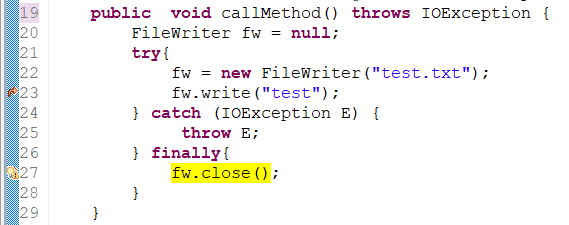 19 public void callMethod() throws IOException {
20 FileWriter fw = null;
21 try{
22 fw = new FileWriter("test.txt");
23 fw.write("test");
24 } catch (IOException E) {
25 throw E;
26 } finally{
27 fw.close();
28 }
29 }